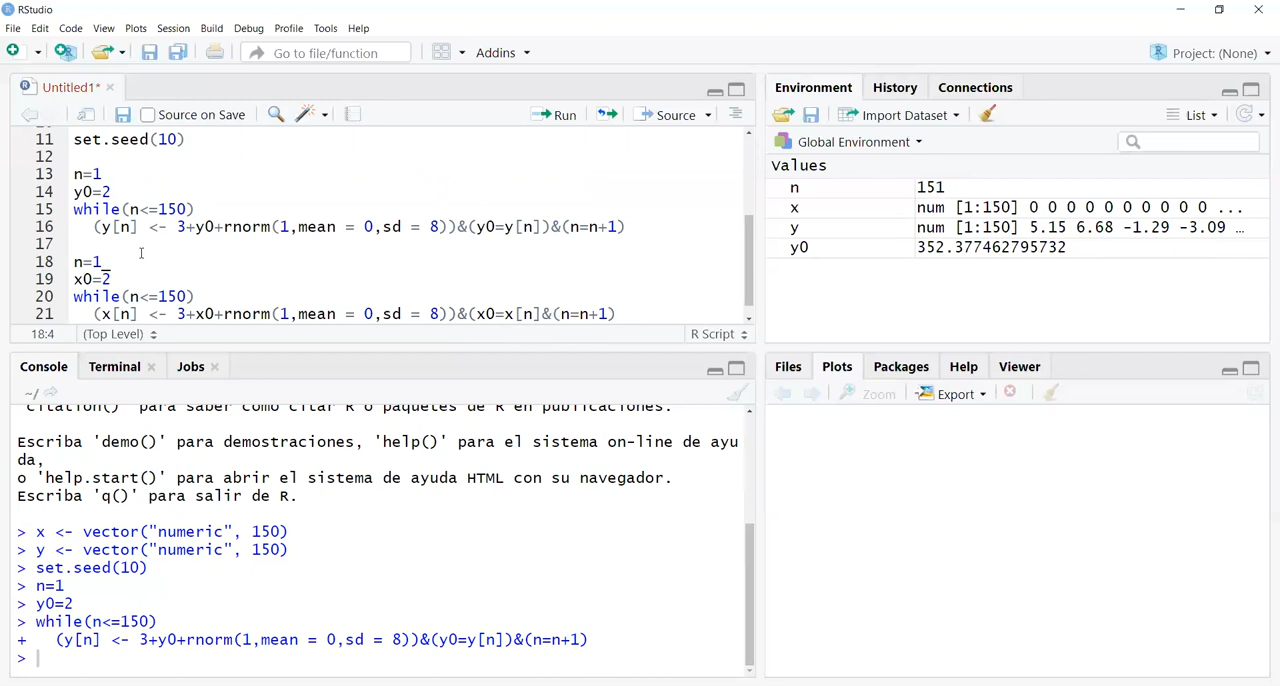 RStudio
File Edit Code View Plots Session Build Debug Profile Tools Help
Go to file/function Addins Project: (None)
Untitled1*
Source on Save Run Source
11 set.seed(10)
12
13 n=1
14 y0=2
15 while(n<=150)
16 (y[n] <- 3+y0+rnorm(1,mean = 0,sd = 8))&(y0=y[n])&(n=n+1)
17
18 n=1
19 x0=2
20 while(n<=150)
21 (x[n] <- 3+x0+rnorm(1,mean = 0,sd = 8))&(x0=x[n]&(n=n+1)
18:4 (Top Level) R Script
Console Terminal Jobs
~/
'citation()' para saber cómo citar R o paquetes de R en publicaciones.
Escriba 'demo()' para demostraciones, 'help()' para el sistema on-line de ayu
da,
o 'help.start()' para abrir el sistema de ayuda HTML con su navegador.
Escriba 'q()' para salir de R.
> x <- vector("numeric", 150)
> y <- vector("numeric", 150)
> set.seed(10)
> n=1
> y0=2
> while(n<=150)
+ (y[n] <- 3+y0+rnorm(1,mean = 0,sd = 8))&(y0=y[n])&(n=n+1)
>
Environment History Connections
Import Dataset List
Global Environment
Values
n 151
x num [1:150] 0 0 0 0 0 0 0 0 0 0 ...
y num [1:150] 5.15 6.68 -1.29 -3.09 …
y0 352.377462795732
Files Plots Packages Help Viewer
Zoom Export